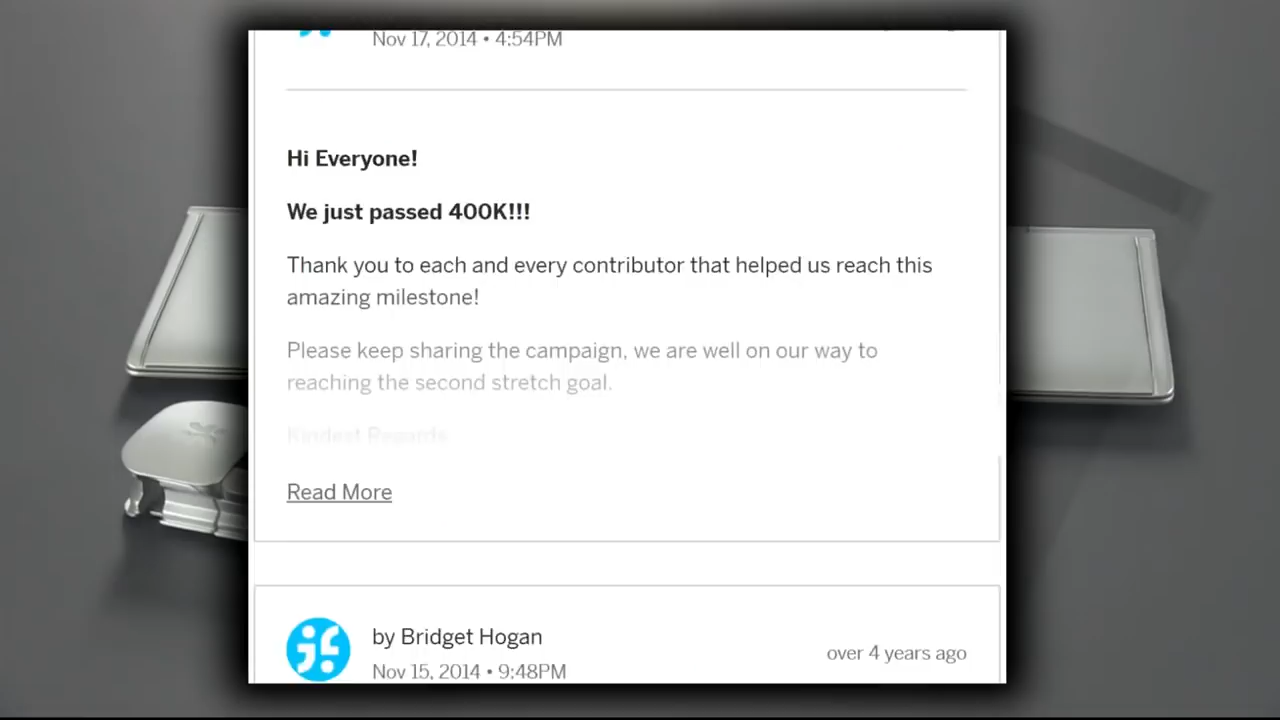 Nov 17, 2014 • 4:54PM
Hi Everyone!
We just passed 400K!!!
Thank you to each and every contributor that helped us reach this
amazing milestone!
Please keep sharing the campaign, we are well on our way to
reaching the second stretch goal.
Kindest Regards
Read More
by Bridget Hogan
over 4 years ago
Nov 15, 2014 • 9:48PM